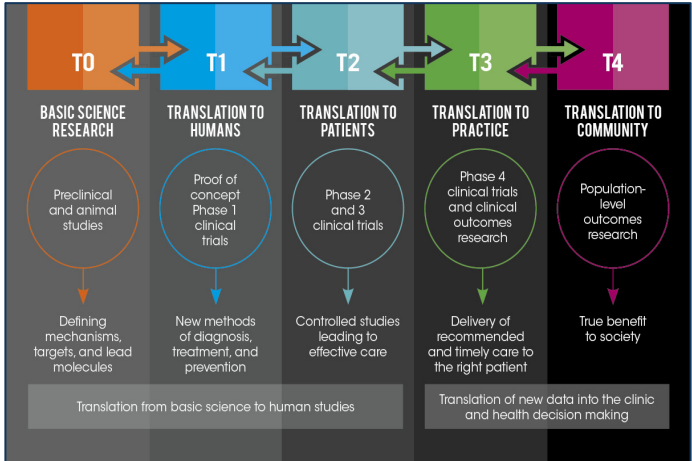 T0
T1
T2
T3
T4
BASIC SCIENCE
RESEARCH
TRANSLATION TO
HUMANS
TRANSLATION TO
PATIENTS
TRANSLATION TO
PRACTICE
TRANSLATION TO
COMMUNITY
Preclinical
and animal
studies
Proof of
concept
Phase 1
clinical
trials
Phase 2
and 3
clinical trials
Phase 4
clinical trials
and clinical
outcomes
research
Population-
level
outcomes
research
Defining
mechanisms,
targets, and lead
molecules
New methods
of diagnosis,
treatment, and
prevention
Controlled studies
leading to
effective care
Delivery of
recommended
and timely care to
the right patient
True benefit
to society
Translation from basic science to human studies
Translation of new data into the clinic
and health decision making